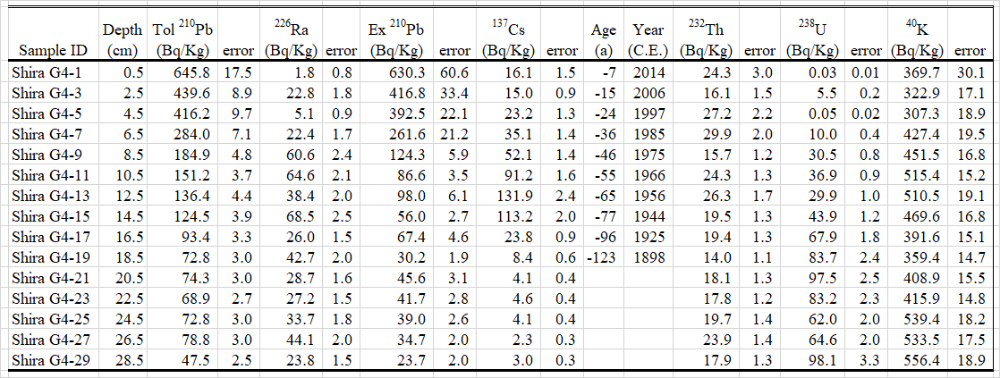 Sample ID Depth (cm) Tol ²¹⁰Pb (Bq/Kg) error ²²⁶Ra (Bq/Kg) error Ex ²¹⁰Pb (Bq/Kg) error ¹³⁷Cs (Bq/Kg) error Age (a) Year (C.E.) ²³²Th (Bq/Kg) error ²³⁸U (Bq/Kg) error ⁴⁰K (Bq/Kg) error
Shira G4-1 0.5 645.8 17.5 1.8 0.8 630.3 60.6 16.1 1.5 -7 2014 24.3 3.0 0.03 0.01 369.7 30.1
Shira G4-3 2.5 439.6 8.9 22.8 1.8 416.8 33.4 15.0 0.9 -15 2006 16.1 1.5 5.5 0.2 322.9 17.1
Shira G4-5 4.5 416.2 9.7 5.1 0.9 392.5 22.1 23.2 1.3 -24 1997 27.2 2.2 0.05 0.02 307.3 18.9
Shira G4-7 6.5 284.0 7.1 22.4 1.7 261.6 21.2 35.1 1.4 -36 1985 29.9 2.0 10.0 0.4 427.4 19.5
Shira G4-9 8.5 184.9 4.8 60.6 2.4 124.3 5.9 52.1 1.4 -46 1975 15.7 1.2 30.5 0.8 451.5 16.8
Shira G4-11 10.5 151.2 3.7 64.6 2.1 86.6 3.5 91.2 1.6 -55 1966 24.3 1.3 36.9 0.9 515.4 15.2
Shira G4-13 12.5 136.4 4.4 38.4 2.0 98.0 6.1 131.9 2.4 -65 1956 26.3 1.7 29.9 1.0 510.5 19.1
Shira G4-15 14.5 124.5 3.9 68.5 2.5 56.0 2.7 113.2 2.0 -77 1944 19.5 1.3 43.9 1.2 469.6 16.8
Shira G4-17 16.5 93.4 3.3 26.0 1.5 67.4 4.6 23.8 0.9 -96 1925 19.4 1.3 67.9 1.8 391.6 15.1
Shira G4-19 18.5 72.8 3.0 42.7 2.0 30.2 1.9 8.4 0.6 -123 1898 14.0 1.1 83.7 2.4 359.4 14.7
Shira G4-21 20.5 74.3 3.0 28.7 1.6 45.6 3.1 4.1 0.4 18.1 1.3 97.5 2.5 408.9 15.5
Shira G4-23 22.5 68.9 2.7 27.2 1.5 41.7 2.8 4.6 0.4 17.8 1.2 83.2 2.3 415.9 14.8
Shira G4-25 24.5 72.8 3.0 33.7 1.8 39.0 2.6 4.1 0.4 19.7 1.4 62.0 2.0 539.4 18.2
Shira G4-27 26.5 78.8 3.0 44.1 2.0 34.7 2.0 2.3 0.3 23.9 1.4 64.6 2.0 533.5 17.5
Shira G4-29 28.5 47.5 2.5 23.8 1.5 23.7 2.0 3.0 0.3 17.9 1.3 98.1 3.3 556.4 18.9